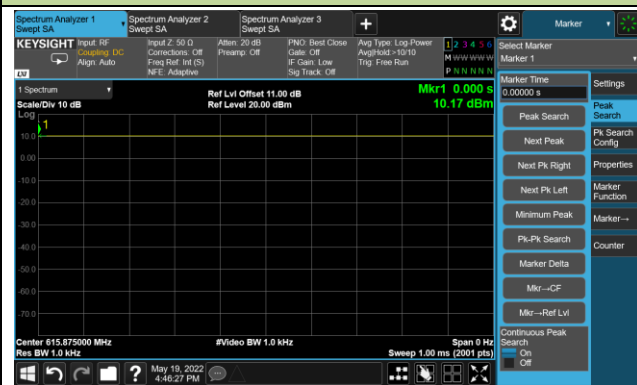 Spectrum Analyzer 1
Swept SA
Spectrum Analyzer 2
Swept SA
Spectrum Analyzer 3
Swept SA
+
Marker
KEYSIGHT
LXI
Input: RF
Coupling: DC
Align: Auto
Input Z: 50 Ω
Corrections: Off
Freq Ref: Int (S)
NFE: Adaptive
Atten: 20 dB
Preamp: Off
PNO: Best Close
Gate: Off
IF Gain: Low
Sig Track: Off
Avg Type: Log-Power
Avg|Hold:>10/10
Trig: Free Run
1 2 3 4 5 6
M W W W W W
P N N N N N
Select Marker
Marker 1
1 Spectrum
Scale/Div 10 dB
Log
Ref Lvl Offset 11.00 dB
Ref Level 20.00 dBm
Mkr1 0.000 s
10.17 dBm
1
10.0
0.00
-10.0
-20.0
-30.0
-40.0
-50.0
-60.0
-70.0
Center 615.875000 MHz
Res BW 1.0 kHz
#Video BW 1.0 kHz
Span 0 Hz
Sweep 1.00 ms (2001 pts)
Marker Time
0.00000 s
Peak Search
Next Peak
Next Pk Right
Next Pk Left
Minimum Peak
Pk-Pk Search
Marker Delta
Mkr→CF
Mkr→Ref Lvl
Continuous Peak
Search
On
Off
Settings
Peak
Search
Pk Search
Config
Properties
Marker
Function
Marker→
Counter
?
May 19, 2022
4:46:27 PM